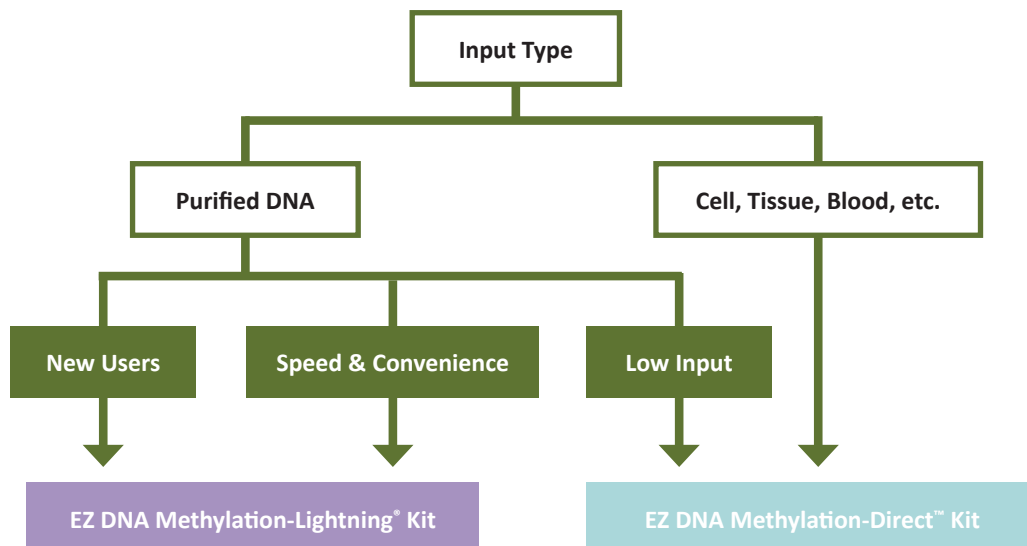 Input Type
Purified DNA
Cell, Tissue, Blood, etc.
New Users
Speed & Convenience
Low Input
EZ DNA Methylation-Lightning® Kit
EZ DNA Methylation-Direct™ Kit